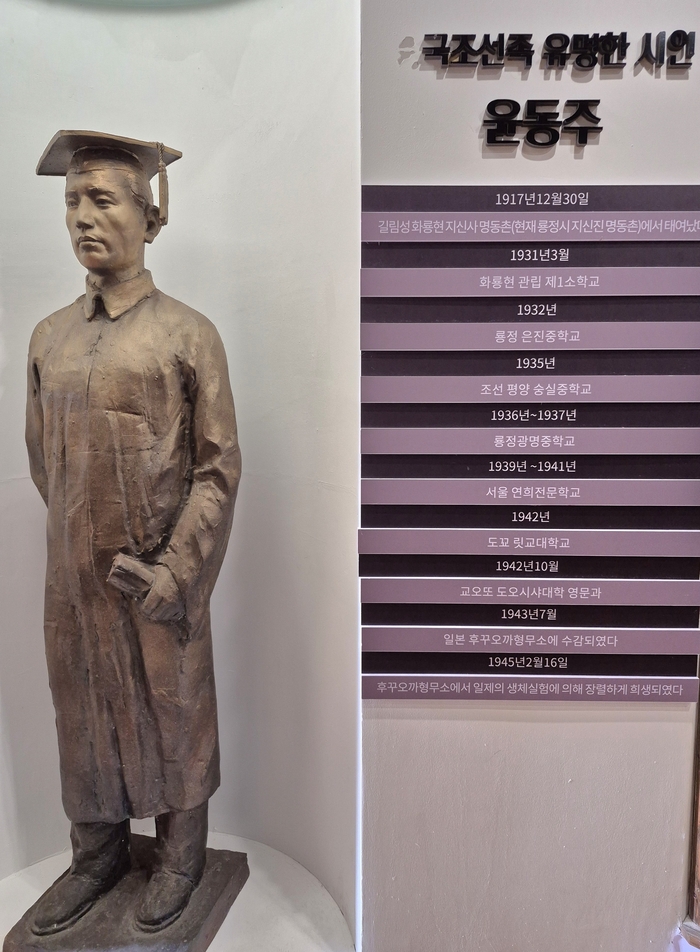 국조선족 유명한 시인
윤동주
1917년12월30일
길림성 화룡현 지신사 명동촌(현재 룡정시 지신진 명동촌)에서 태여났
1931년3월
화룡현 관립 제1소학교
1932년
룡정 은진중학교
1935년
조선 평양 숭실중학교
1936년~1937년
룡정광명중학교
1939년 ~1941년
서울 연희전문학교
1942년
도꾜 릿교대학교
1942년10월
교오또 도오시샤대학 영문과
1943년7월
일본 후꾸오까형무소에 수감되였다
1945년2월16일
후꾸오까형무소에서 일제의 생체실험에 의해 장렬하게 희생되였다